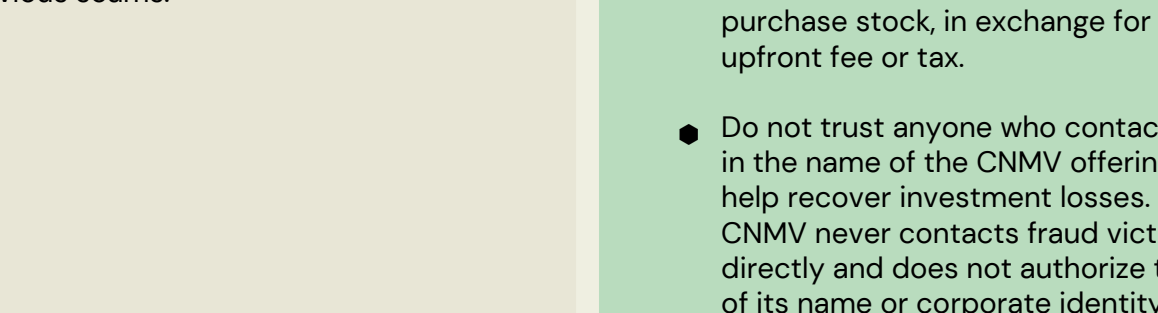 purchase stock, in exchange for
upfront fee or tax.
Do not trust anyone who contac
in the name of the CNMV offerin
help recover investment losses.
CNMV never contacts fraud vict
directly and does not authorize t
of its name or corporate identity